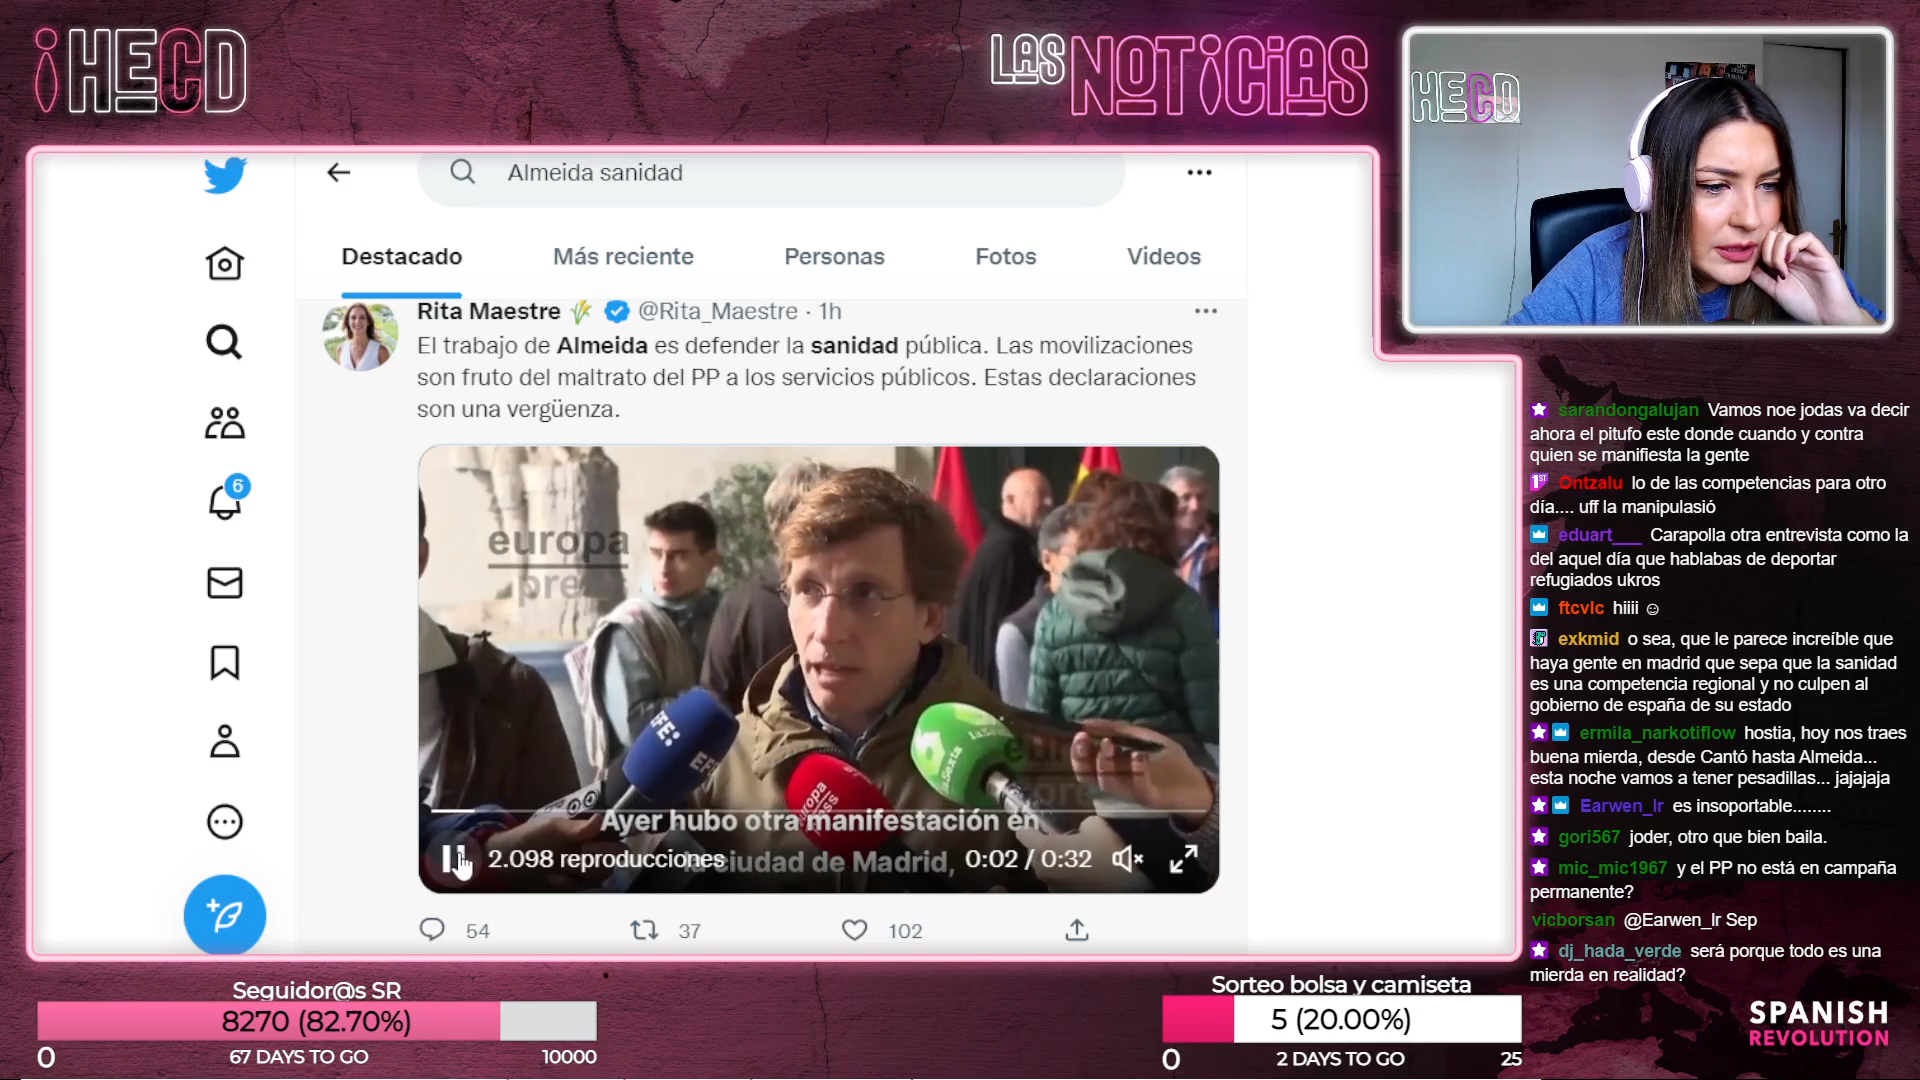 ¡HECD
LAS NOTICIAS
HECD
Almeida sanidad
Destacado Más reciente Personas Fotos Videos
Rita Maestre @Rita_Maestre · 1h
El trabajo de Almeida es defender la sanidad pública. Las movilizaciones
son fruto del maltrato del PP a los servicios públicos. Estas declaraciones
son una vergüenza.
6
europa
press
EFE:
EFE
europa
press
laSexta
Ayer hubo otra manifestación en
la ciudad de Madrid,
2.098 reproducciones
0:02 / 0:32
54 37 102
sarandongalujan Vamos noe jodas va decir
ahora el pitufo este donde cuando y contra
quien se manifiesta la gente
1ST Ontzalu lo de las competencias para otro
día.... uff la manipulasió
eduart___ Carapolla otra entrevista como la
del aquel día que hablabas de deportar
refugiados ukros
ftcvlc hiiii ☺
exkmid o sea, que le parece increíble que
haya gente en madrid que sepa que la sanidad
es una competencia regional y no culpen al
gobierno de españa de su estado
ermila_narkotiflow hostia, hoy nos traes
buena mierda, desde Cantó hasta Almeida...
esta noche vamos a tener pesadillas... jajajaja
Earwen_lr es insoportable........
gori567 joder, otro que bien baila.
mic_mic1967 y el PP no está en campaña
permanente?
vicborsan @Earwen_lr Sep
dj_hada_verde será porque todo es una
mierda en realidad?
Seguidor@s SR
8270 (82.70%)
0 67 DAYS TO GO 10000
Sorteo bolsa y camiseta
5 (20.00%)
0 2 DAYS TO GO 25
SPANISH
REVOLUTION